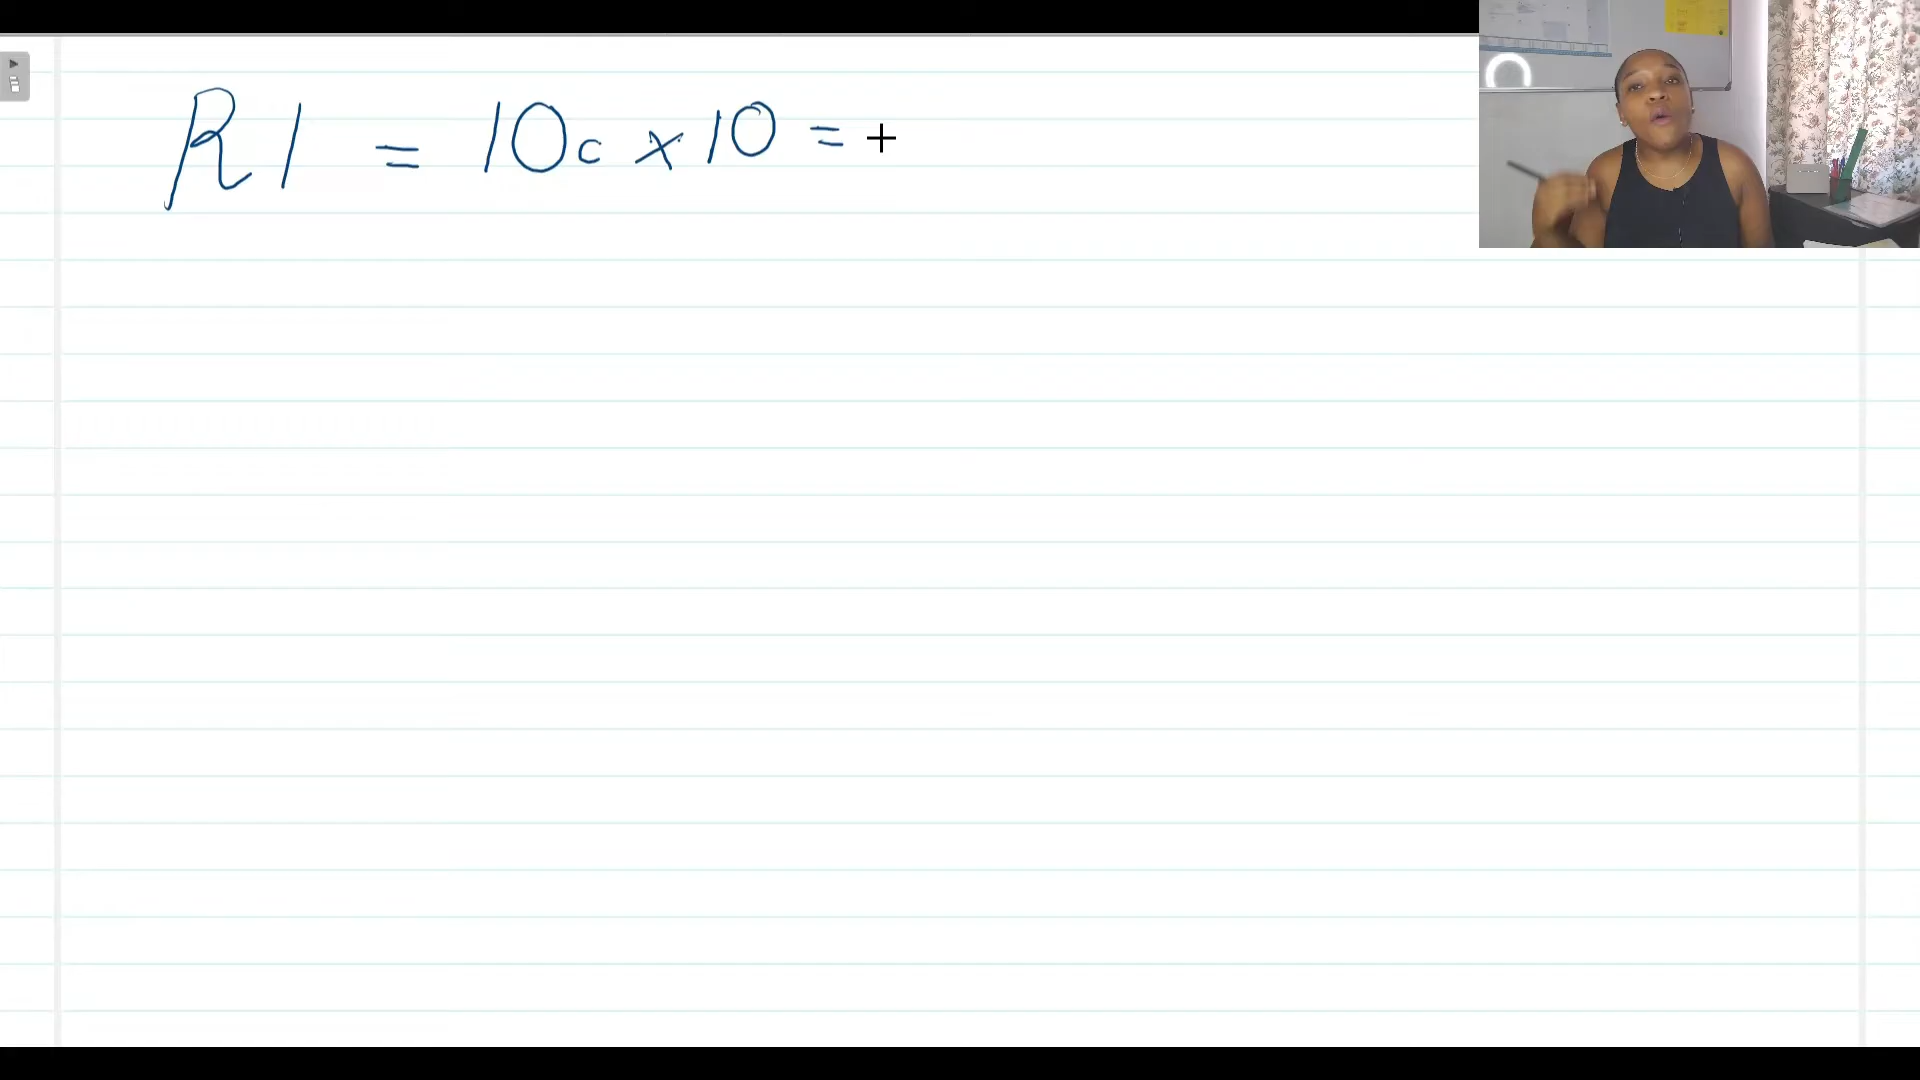 R1 = 10c × 10 =